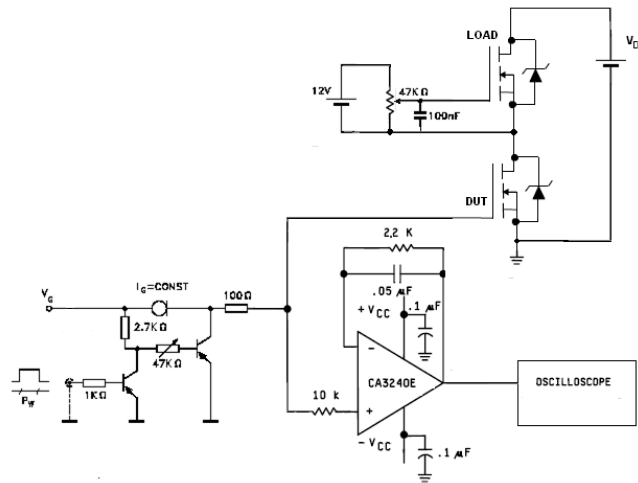 LOAD
V_D
12V
47KΩ
100nF
DUT
2,2 K
.05 μF
I_G=CONST
V_G
100Ω
+V_CC
.1 μF
2.7KΩ
47KΩ
CA3240E
OSCILLOSCOPE
1KΩ
P_W
10 k
-V_CC
.1 μF
−
+